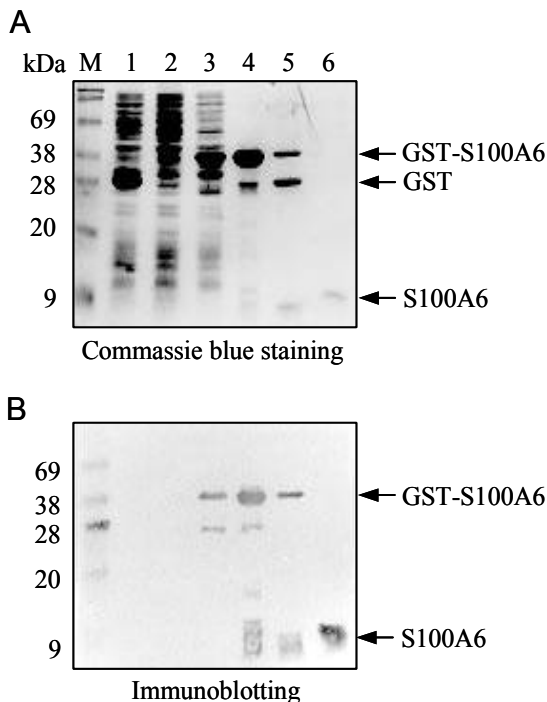 A
kDa M 1 2 3 4 5 6
69
38
28
20
9
GST-S100A6
GST
S100A6
Commassie blue staining
B
69
38
28
20
9
GST-S100A6
S100A6
Immunoblotting